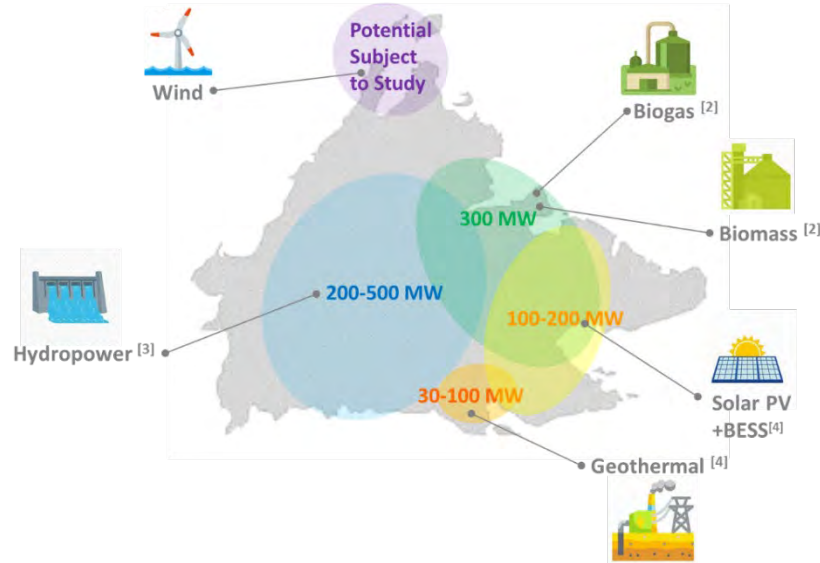 Potential
Subject
to Study
Wind
Biogas [2]
300 MW
Biomass [2]
200-500 MW
100-200 MW
Hydropower [3]
30-100 MW
Solar PV
+BESS[4]
Geothermal [4]